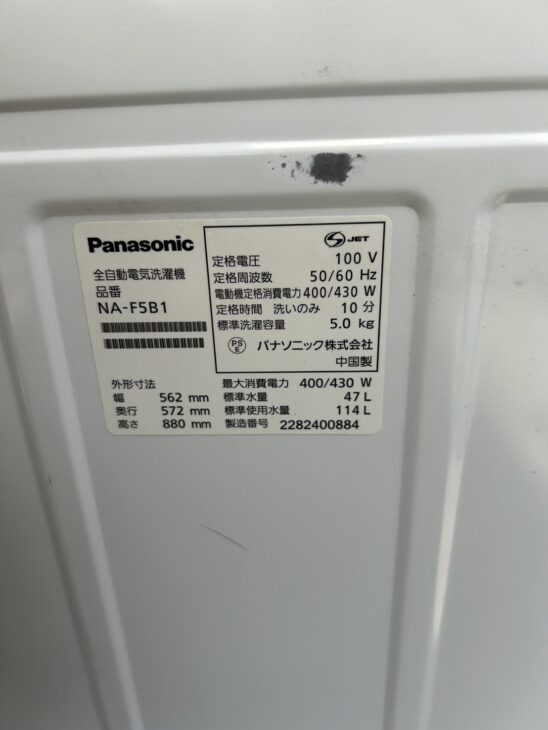 Panasonic
全自動電気洗濯機
品番
NA-F5B1
S JET
定格電圧 100 V
定格周波数 50/60 Hz
電動機定格消費電力 400/430 W
定格時間 洗いのみ 10 分
標準洗濯容量 5.0 kg
PS E パナソニック株式会社
中国製
外形寸法
幅 562 mm
奥行 572 mm
高さ 880 mm
最大消費電力 400/430 W
標準水量 47 L
標準使用水量 114 L
製造番号 2282400884